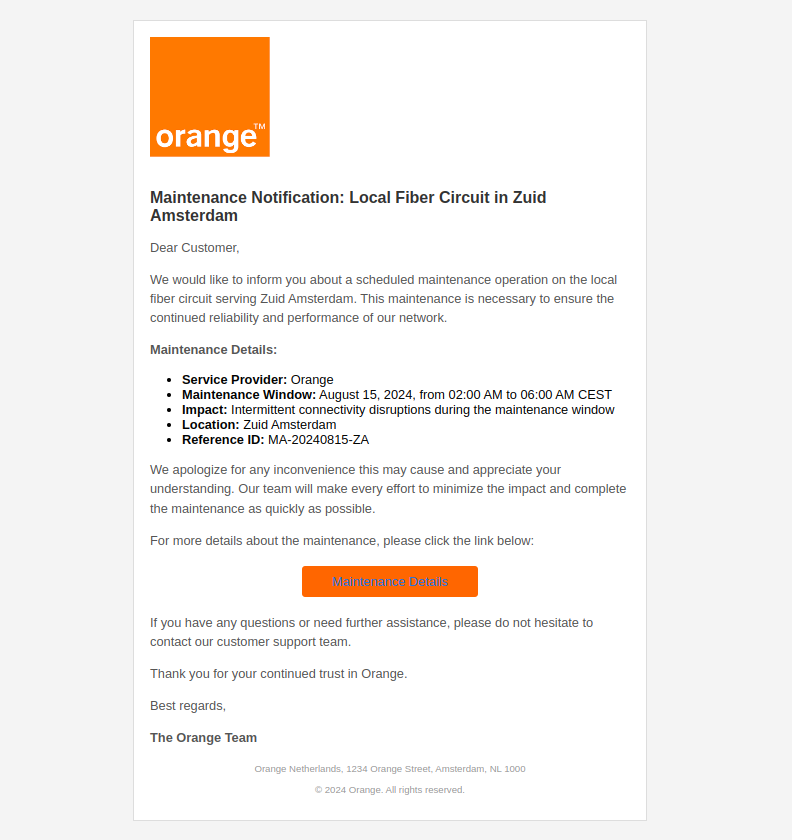 orange™
Maintenance Notification: Local Fiber Circuit in Zuid
Amsterdam
Dear Customer,
We would like to inform you about a scheduled maintenance operation on the local
fiber circuit serving Zuid Amsterdam. This maintenance is necessary to ensure the
continued reliability and performance of our network.
Maintenance Details:
• Service Provider: Orange
• Maintenance Window: August 15, 2024, from 02:00 AM to 06:00 AM CEST
• Impact: Intermittent connectivity disruptions during the maintenance window
• Location: Zuid Amsterdam
• Reference ID: MA-20240815-ZA
We apologize for any inconvenience this may cause and appreciate your
understanding. Our team will make every effort to minimize the impact and complete
the maintenance as quickly as possible.
For more details about the maintenance, please click the link below:
Maintenance Details
If you have any questions or need further assistance, please do not hesitate to
contact our customer support team.
Thank you for your continued trust in Orange.
Best regards,
The Orange Team
Orange Netherlands, 1234 Orange Street, Amsterdam, NL 1000
© 2024 Orange. All rights reserved.